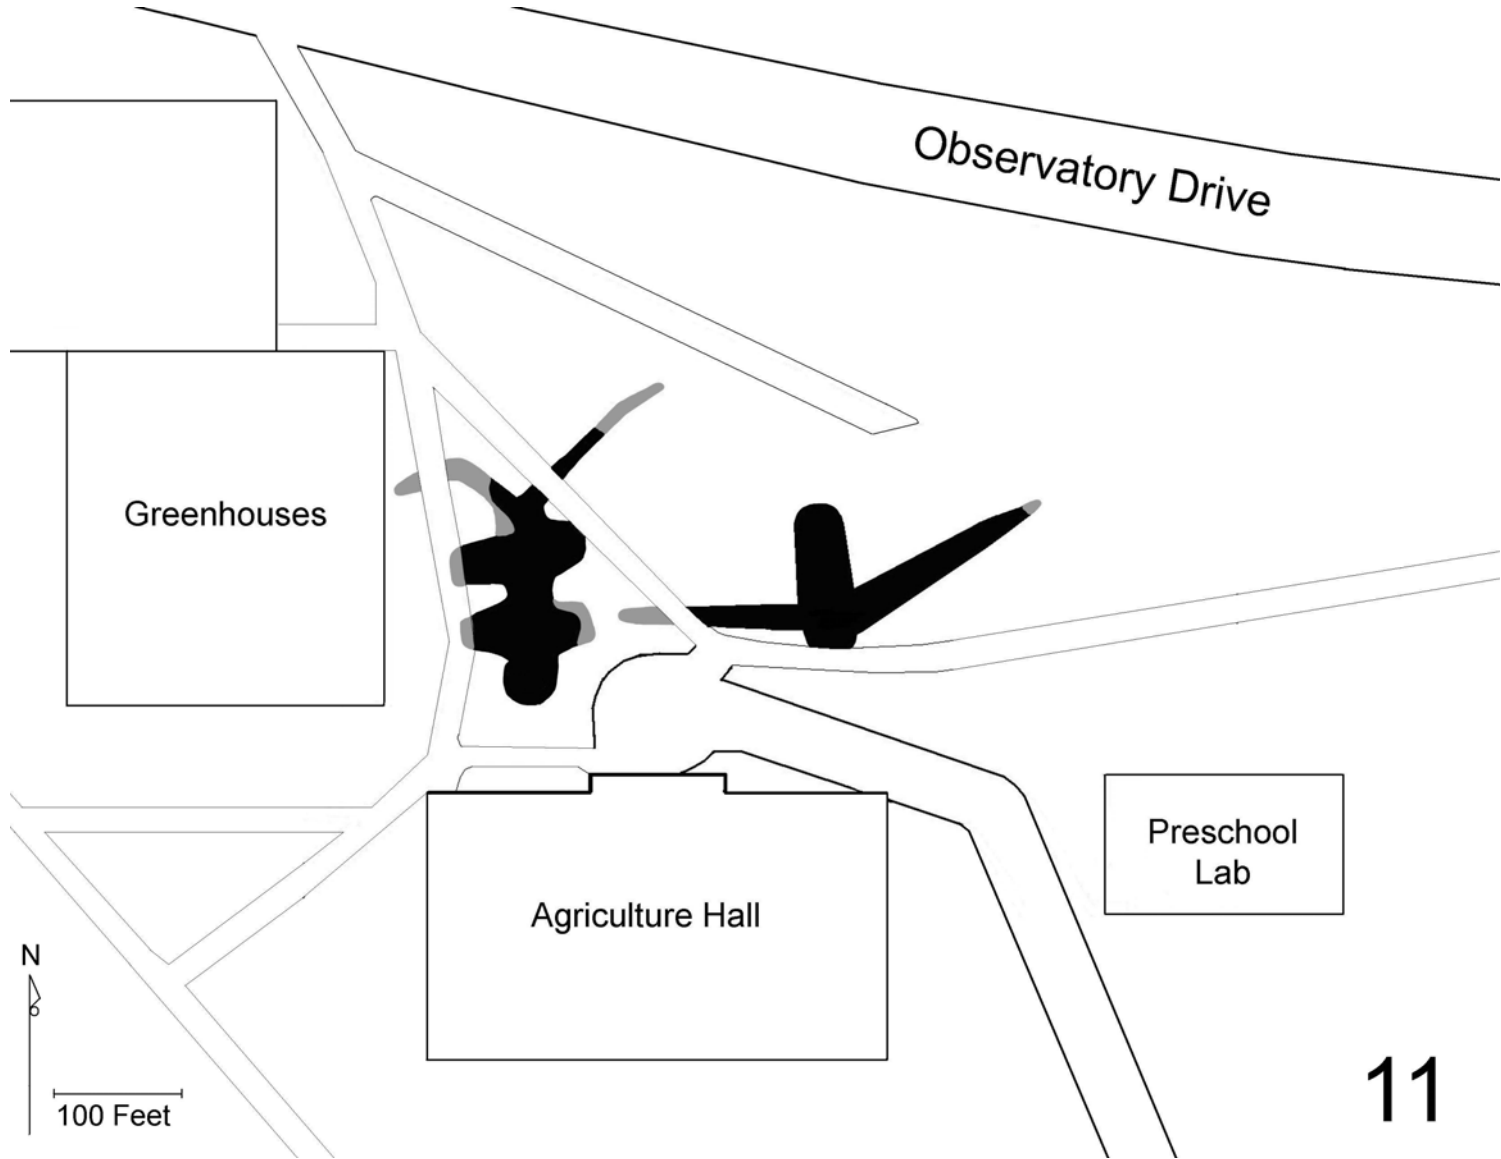 Observatory Drive
Greenhouses
Preschool
Lab
Agriculture Hall
N
100 Feet
11